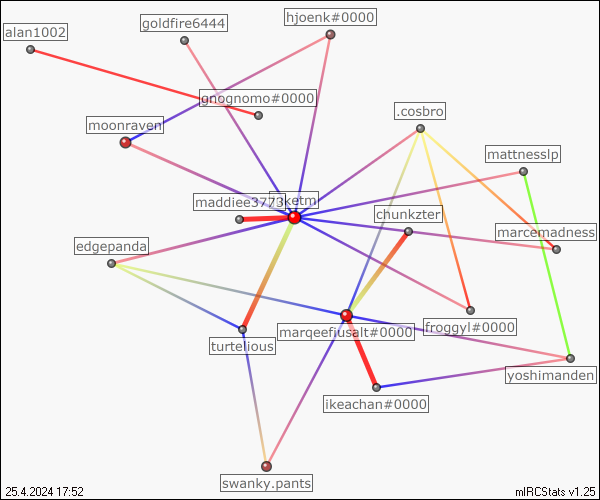 goldfire6444
hjoenk#0000
alan1002
gnognomo#0000
.cosbro
moonraven
mattnesslp
maddiee3773
ketm
chunkzter
marcemadness
edgepanda
marqeefiusalt#0000
froggyl#0000
turtelious
yoshimanden
ikeachan#0000
swanky.pants
25.4.2024 17:52
mIRCStats v1.25